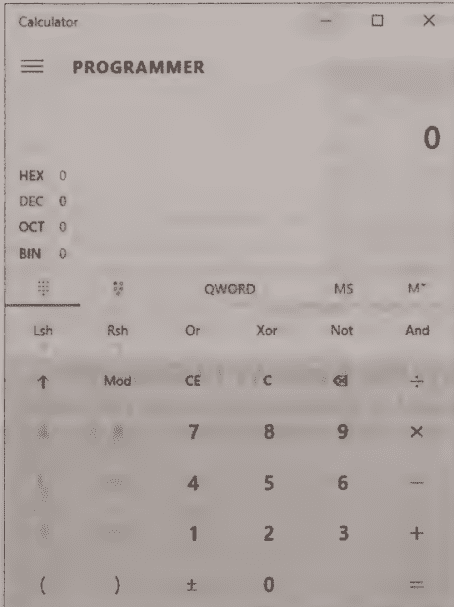 Calculator
PROGRAMMER
0
HEX 0
DEC 0
OCT 0
BIN 0
QWORD MS M˅
Lsh Rsh Or Xor Not And
↑ Mod CE C ⌫ ÷
7 8 9 ×
4 5 6 −
1 2 3 +
( ) ± 0 =